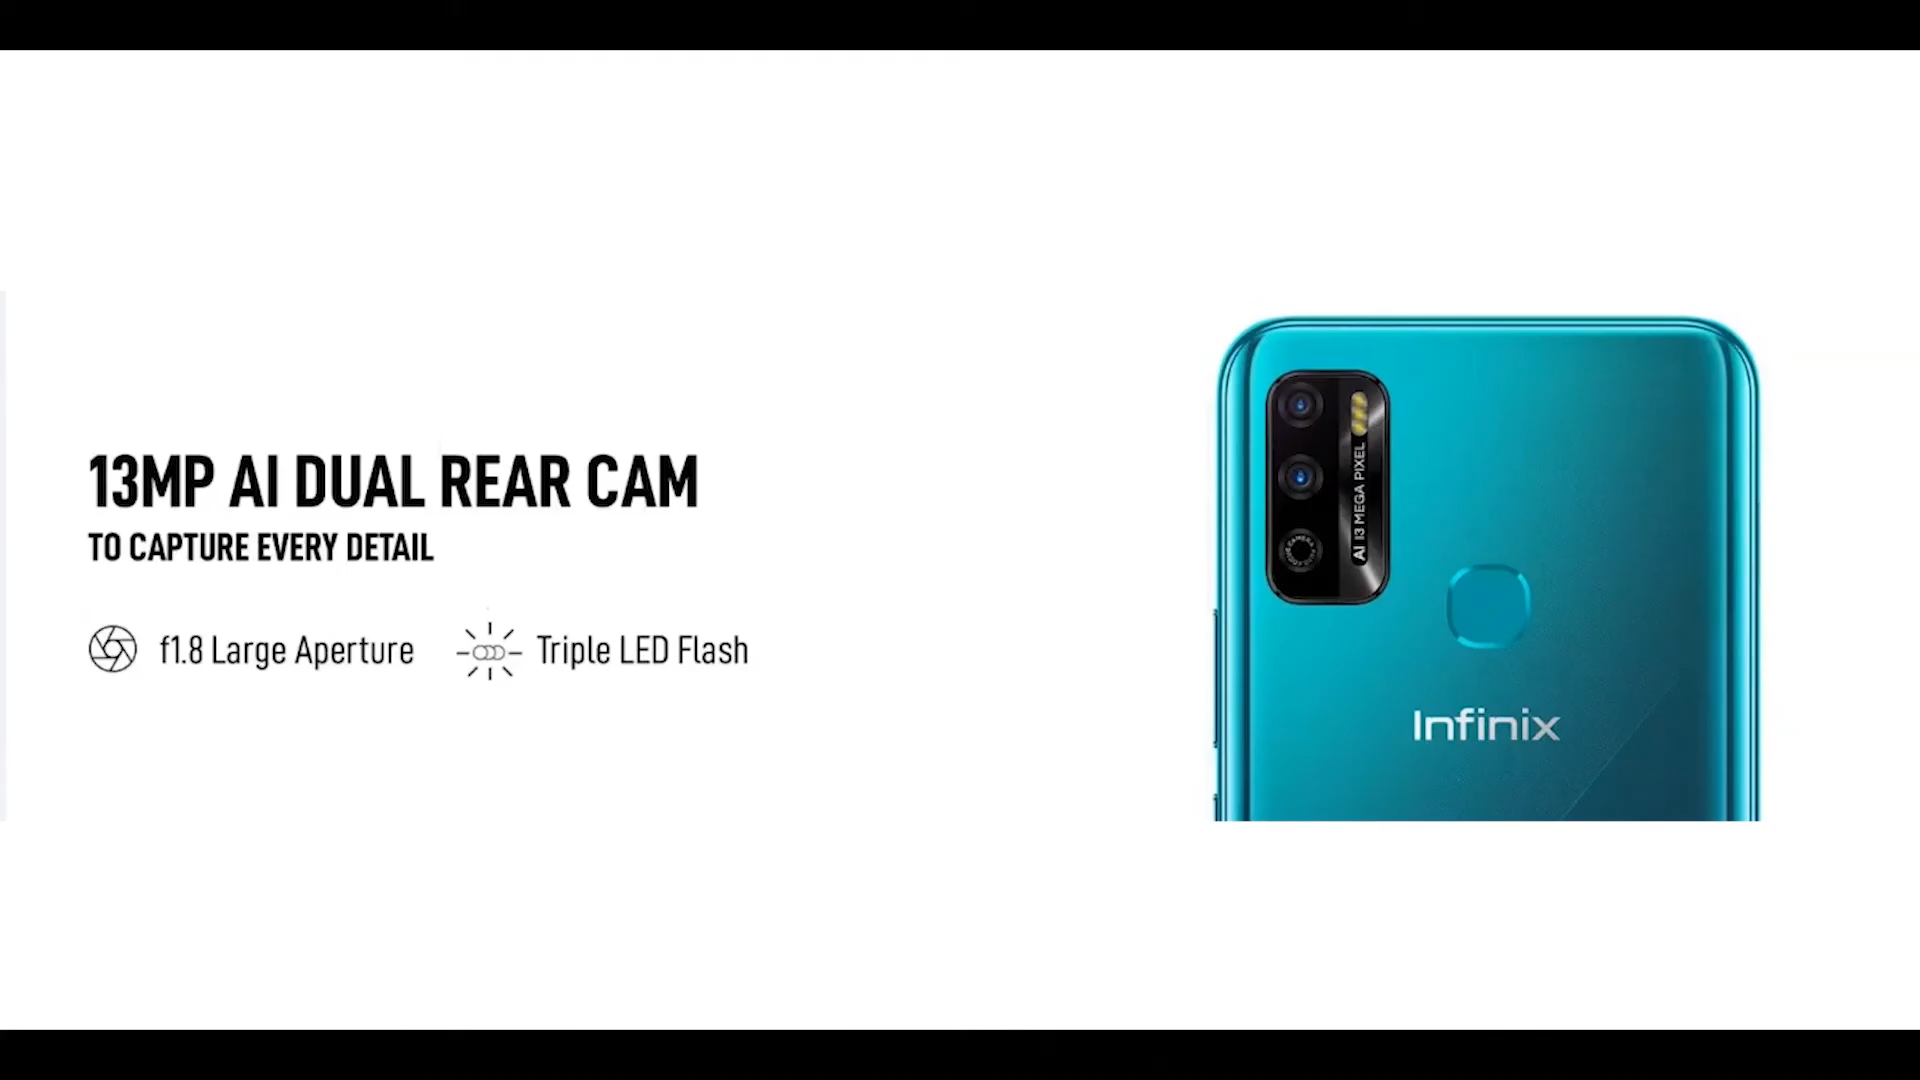 13MP AI DUAL REAR CAM
TO CAPTURE EVERY DETAIL
f1.8 Large Aperture
Triple LED Flash
AI 13 MEGA PIXEL
Infinix